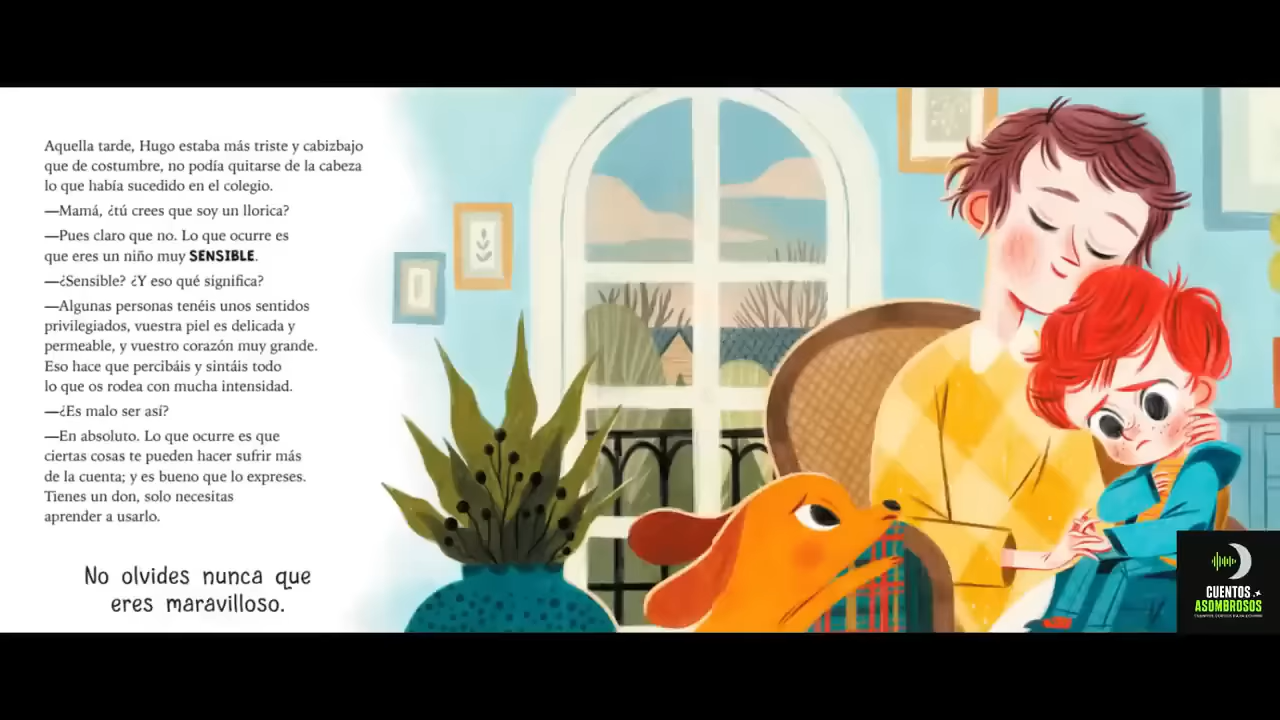 Aquella tarde, Hugo estaba más triste y cabizbajo
que de costumbre, no podía quitarse de la cabeza
lo que había sucedido en el colegio.
—Mamá, ¿tú crees que soy un llorica?
—Pues claro que no. Lo que ocurre es
que eres un niño muy SENSIBLE.
—¿Sensible? ¿Y eso qué significa?
—Algunas personas tenéis unos sentidos
privilegiados, vuestra piel es delicada y
permeable, y vuestro corazón muy grande.
Eso hace que percibáis y sintáis todo
lo que os rodea con mucha intensidad.
—¿Es malo ser así?
—En absoluto. Lo que ocurre es que
ciertas cosas te pueden hacer sufrir más
de la cuenta; y es bueno que lo expreses.
Tienes un don, solo necesitas
aprender a usarlo.
No olvides nunca que
eres maravilloso.
CUENTOS
ASOMBROSOS